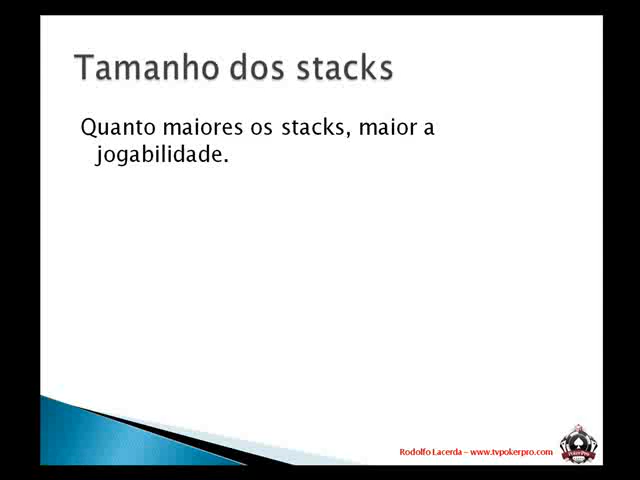 Tamanho dos stacks
Quanto maiores os stacks, maior a
jogabilidade.
Rodolfo Lacerda – www.tvpokerpro.com